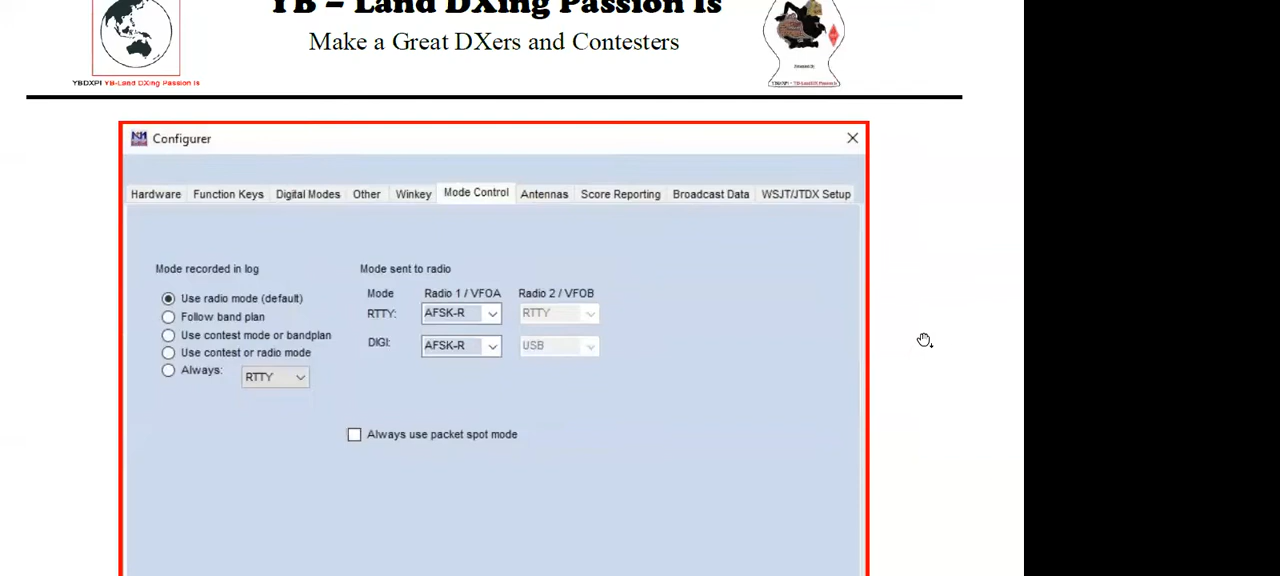 YB – Land DXing Passion Is
Make a Great DXers and Contesters
YBDXPI YB-Land DXing Passion Is
Configurer
Hardware Function Keys Digital Modes Other Winkey Mode Control Antennas Score Reporting Broadcast Data WSJT/JTDX Setup
Mode recorded in log
Use radio mode (default)
Follow band plan
Use contest mode or bandplan
Use contest or radio mode
Always: RTTY
Mode sent to radio
Mode Radio 1 / VFOA Radio 2 / VFOB
RTTY: AFSK-R RTTY
DIGI: AFSK-R USB
Always use packet spot mode